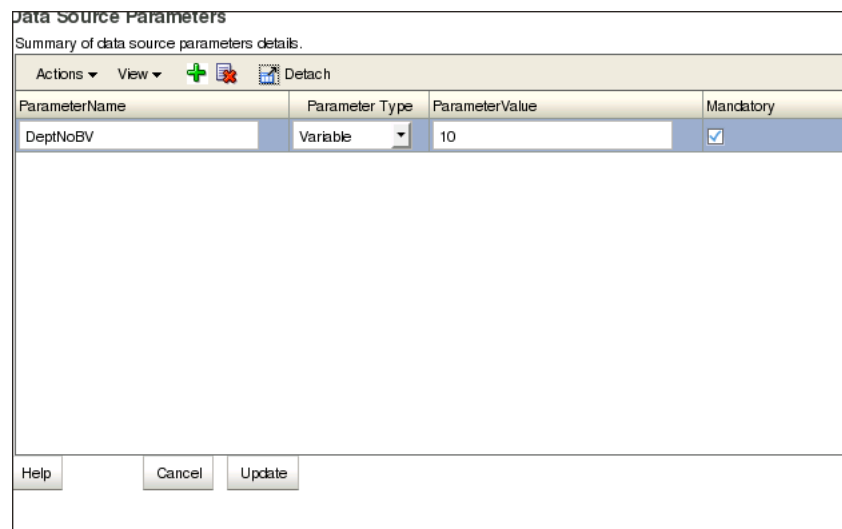 Data Source Parameters
Summary of data source parameters details.
Actions View Detach
ParameterName Parameter Type ParameterValue Mandatory
DeptNoBV Variable 10
Help Cancel Update